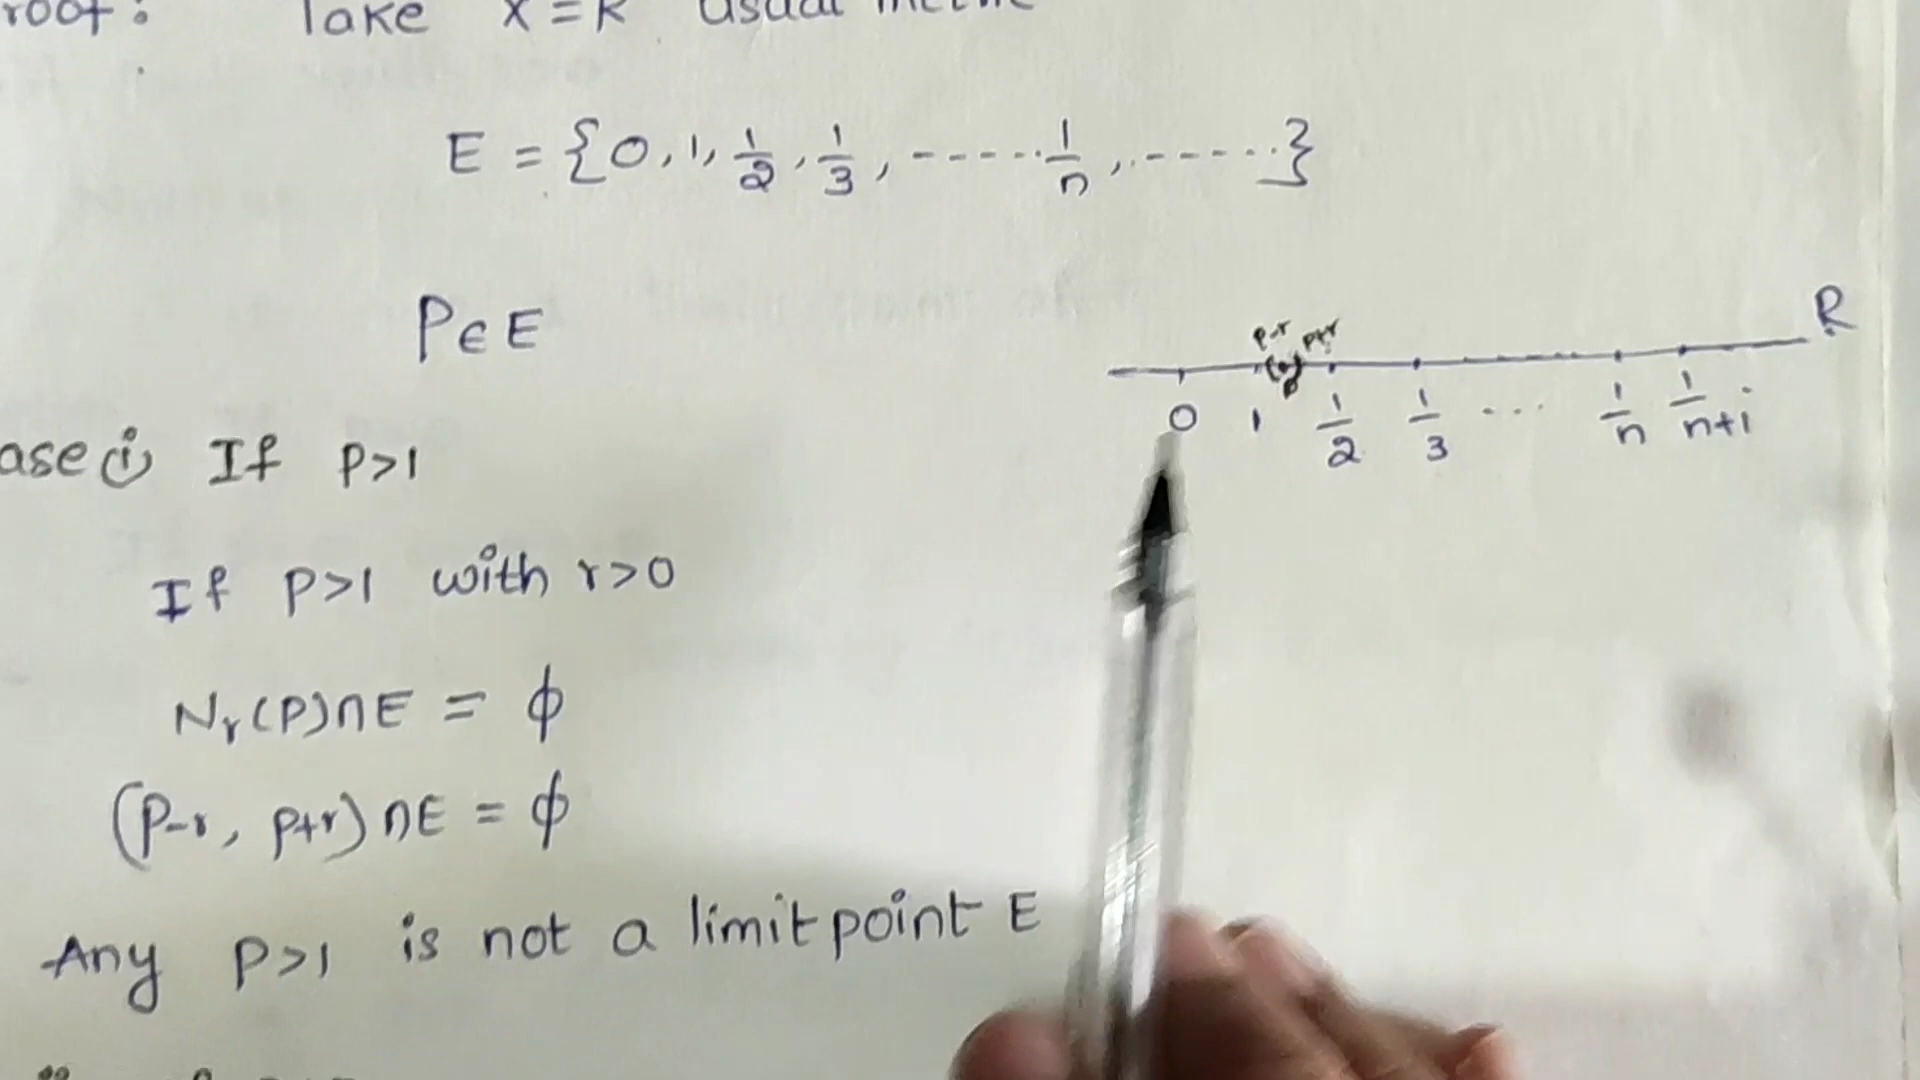 Take X = R usual
E = {0, 1, 1/2, 1/3, ----- 1/n, ------}
P ∈ E
R
p-r p+r
p
0 1 1/2 1/3 ... 1/n 1/n+1
ase (i) If P>1
If P>1 with r>0
Nr(P)∩E = φ
(P-r, P+r)∩E = φ
Any P>1 is not a limit point E